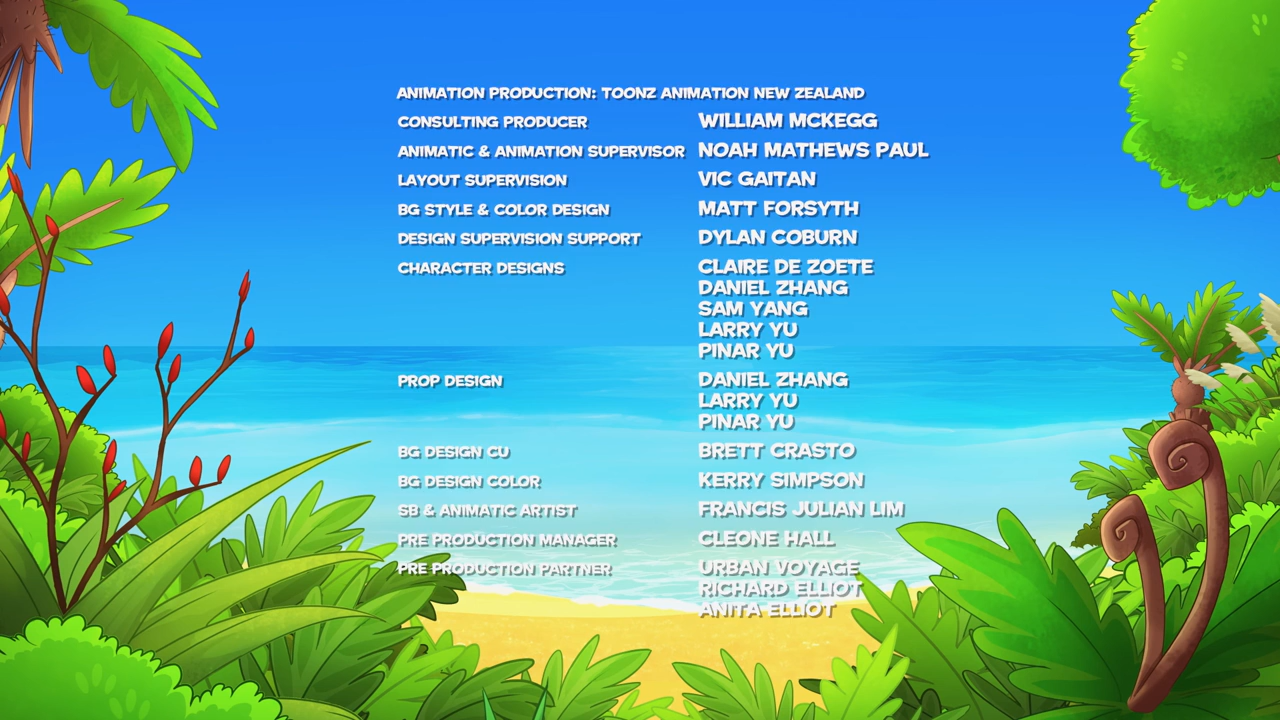 ANIMATION PRODUCTION: TOONZ ANIMATION NEW ZEALAND
CONSULTING PRODUCER WILLIAM MCKEGG
ANIMATIC & ANIMATION SUPERVISOR NOAH MATHEWS PAUL
LAYOUT SUPERVISION VIC GAITAN
BG STYLE & COLOR DESIGN MATT FORSYTH
DESIGN SUPERVISION SUPPORT DYLAN COBURN
CHARACTER DESIGNS CLAIRE DE ZOETE
DANIEL ZHANG
SAM YANG
LARRY YU
PINAR YU
PROP DESIGN DANIEL ZHANG
LARRY YU
PINAR YU
BG DESIGN CU BRETT CRASTO
BG DESIGN COLOR KERRY SIMPSON
SB & ANIMATIC ARTIST FRANCIS JULIAN LIM
PRE PRODUCTION MANAGER CLEONE HALL
PRE PRODUCTION PARTNER URBAN VOYAGE
RICHARD ELLIOT
ANITA ELLIOT